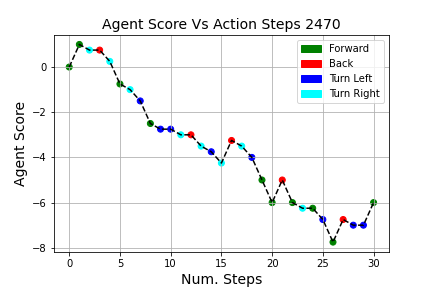 Agent Score Vs Action Steps 2470
Forward
Back
Turn Left
Turn Right
Agent Score
0
−2
−4
−6
−8
0 5 10 15 20 25 30
Num. Steps